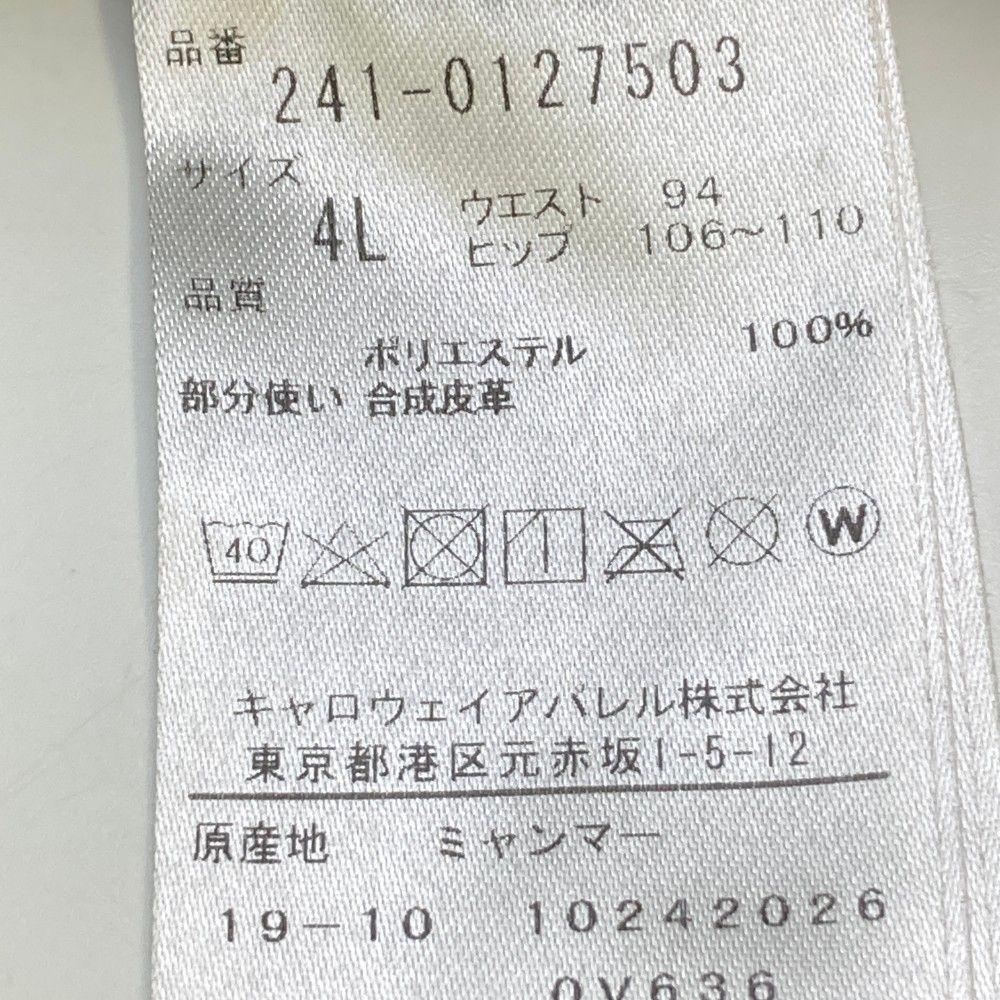 品番
241-0127503
サイズ
4L ウエスト 94
ヒップ 106〜110
品質
ポリエステル 100%
部分使い 合成皮革
40 W
キャロウェイアパレル株式会社
東京都港区元赤坂1-5-12
原産地 ミャンマー
19-10 10242026
0V636